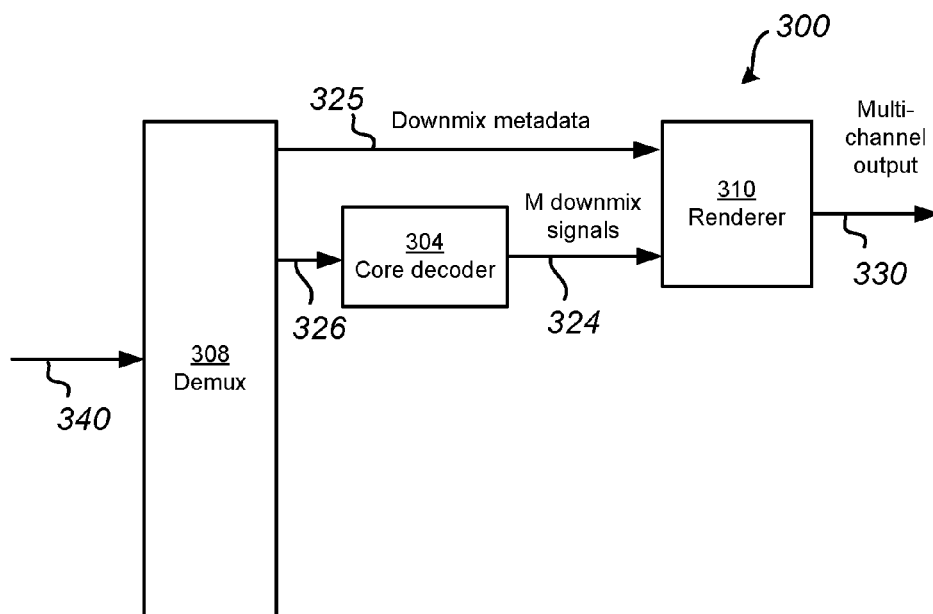 300
325
Downmix metadata
Multi-
channel
output
310
Renderer
M downmix
signals
304
Core decoder
326
324
330
308
Demux
340